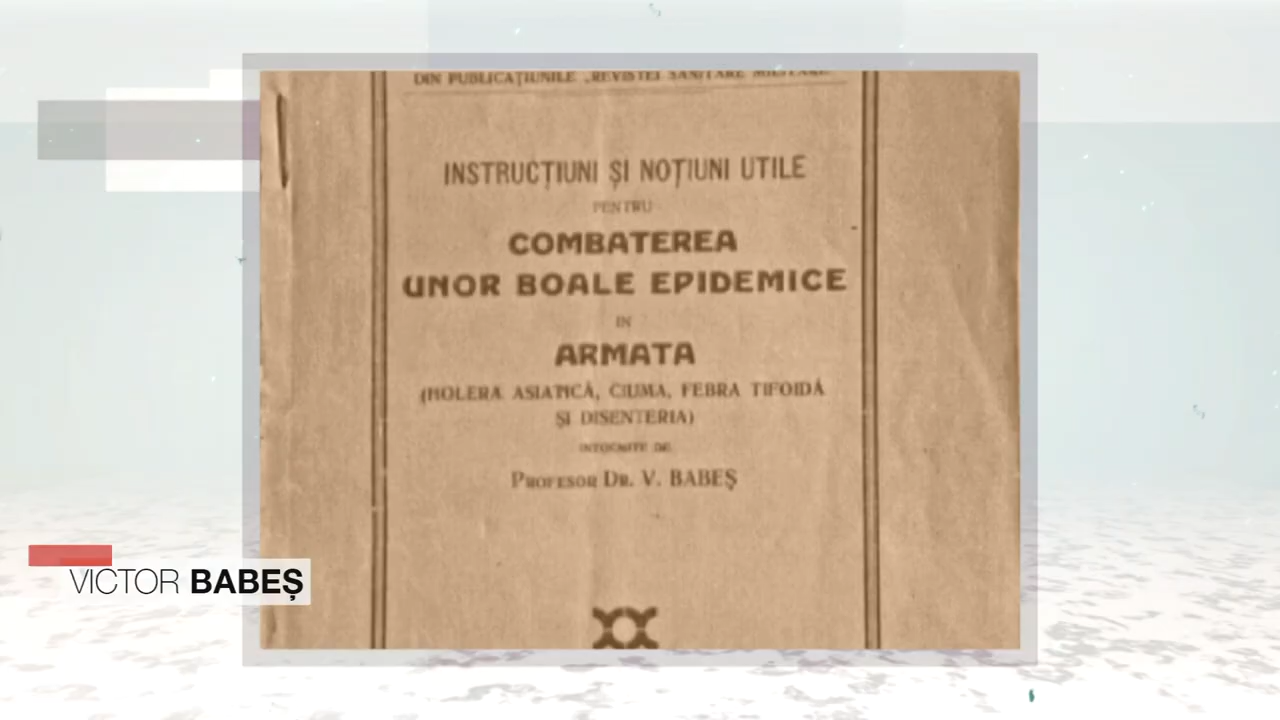 DIN PUBLICAȚIUNILE „REVISTEI SANITARE MILITARE"
INSTRUCȚIUNI ȘI NOȚIUNI UTILE
PENTRU
COMBATEREA
UNOR BOALE EPIDEMICE
IN
ARMATA
(HOLERA ASIATICĂ, CIUMA, FEBRA TIFOIDĂ
ȘI DISENTERIA)
INTOCMITE DE
PROFESOR DR. V. BABEȘ
VICTOR BABEȘ